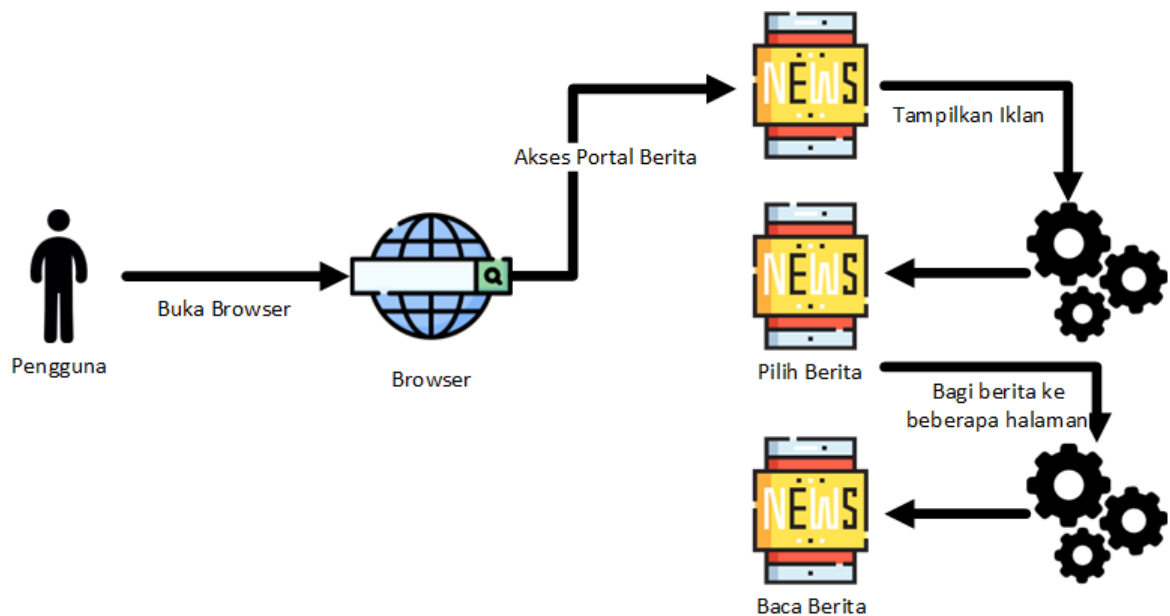 NEWS
Tampilkan Iklan
Akses Portal Berita
NEWS
Buka Browser
Pengguna
Browser
Pilih Berita
Bagi berita ke
beberapa halaman
NEWS
Baca Berita